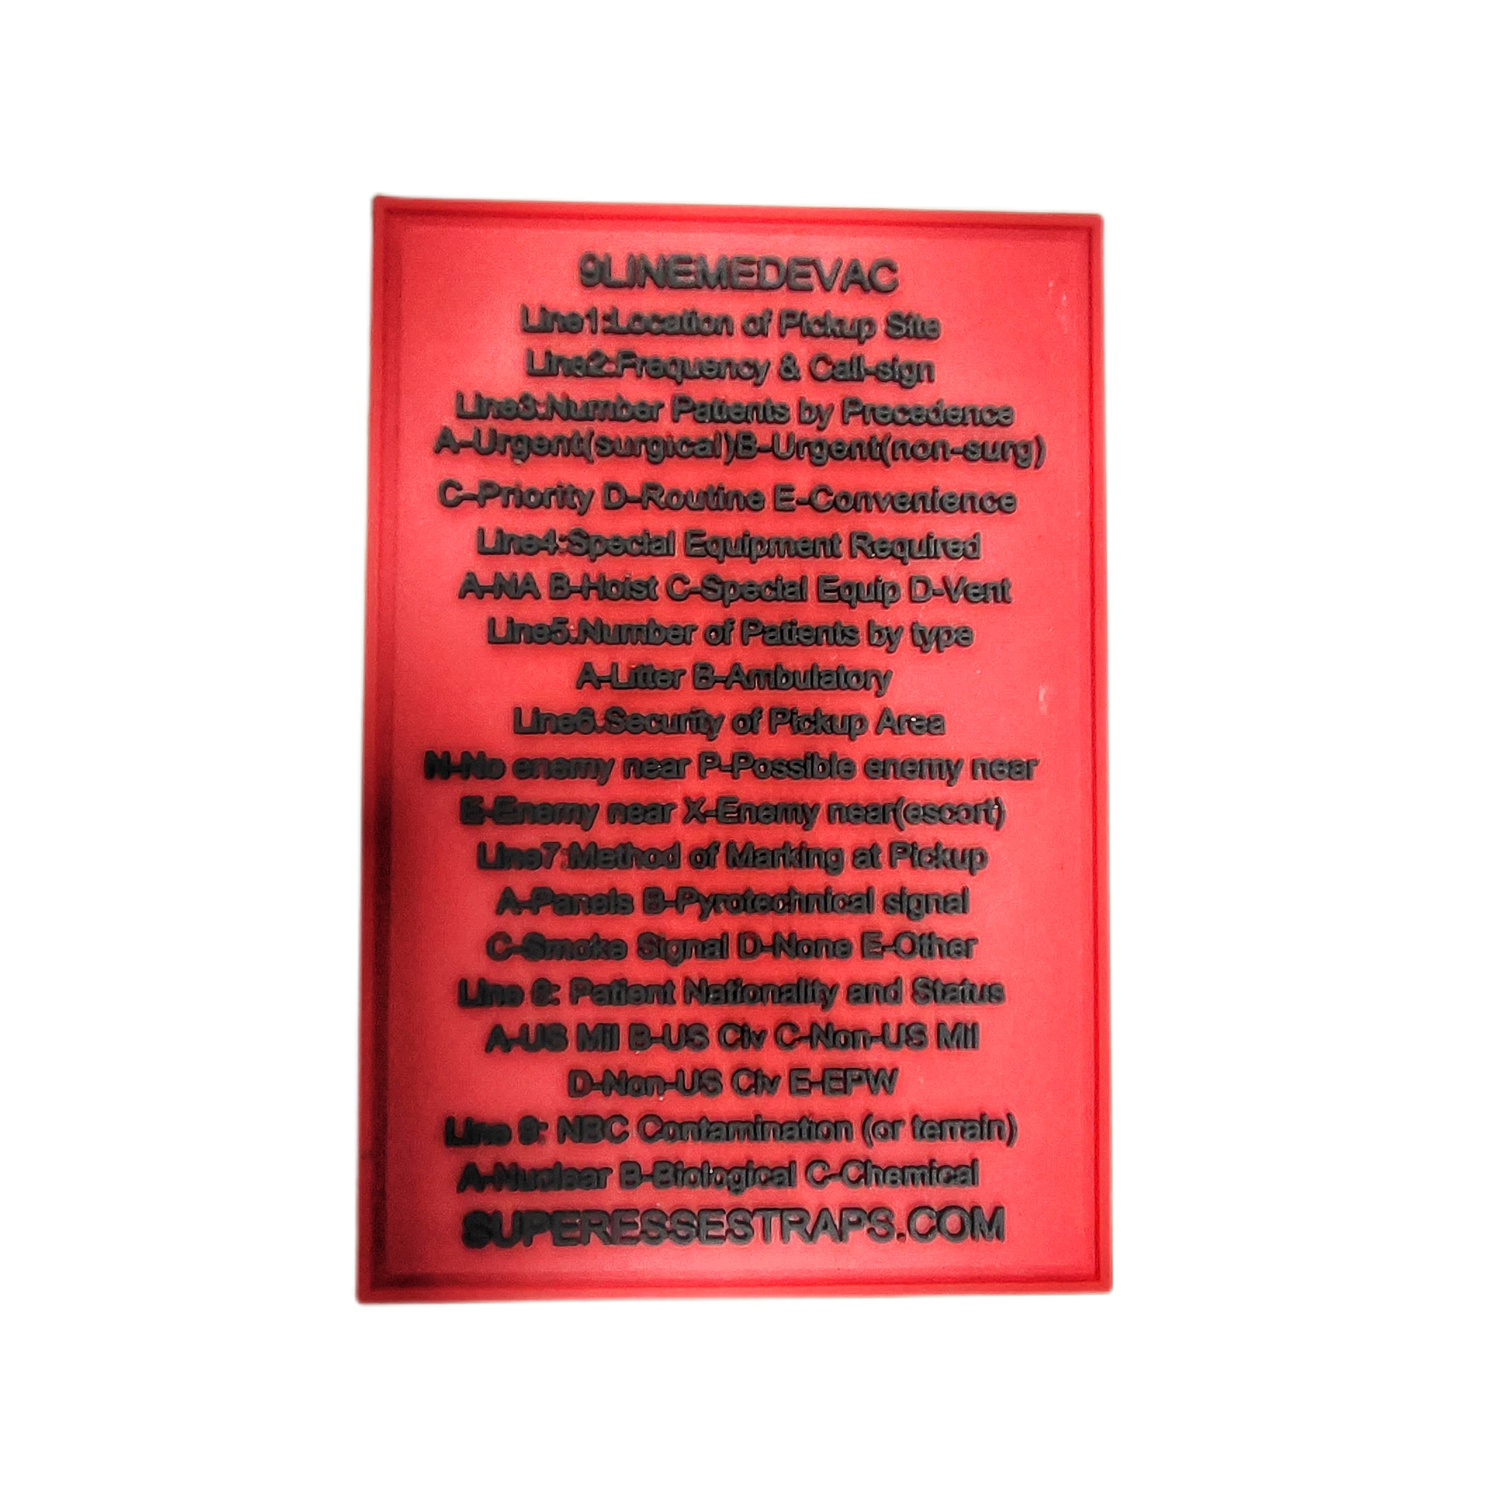 9LINEMEDEVAC
Line1:Location of Pickup Site
Line2:Frequency & Call-sign
Line3:Number Patients by Precedence
A-Urgent(surgical)B-Urgent(non-surg)
C-Priority D-Routine E-Convenience
Line4:Special Equipment Required
A-NA B-Hoist C-Special Equip D-Vent
Line5:Number of Patients by type
A-Litter B-Ambulatory
Line6:Security of Pickup Area
N-No enemy near P-Possible enemy near
E-Enemy near X-Enemy near(escort)
Line7:Method of Marking at Pickup
A-Panels B-Pyrotechnical signal
C-Smoke Signal D-None E-Other
Line 8: Patient Nationality and Status
A-US Mil B-US Civ C-Non-US Mil
D-Non-US Civ E-EPW
Line 9: NBC Contamination (or terrain)
A-Nuclear B-Biological C-Chemical
SUPERESSESTRAPS.COM